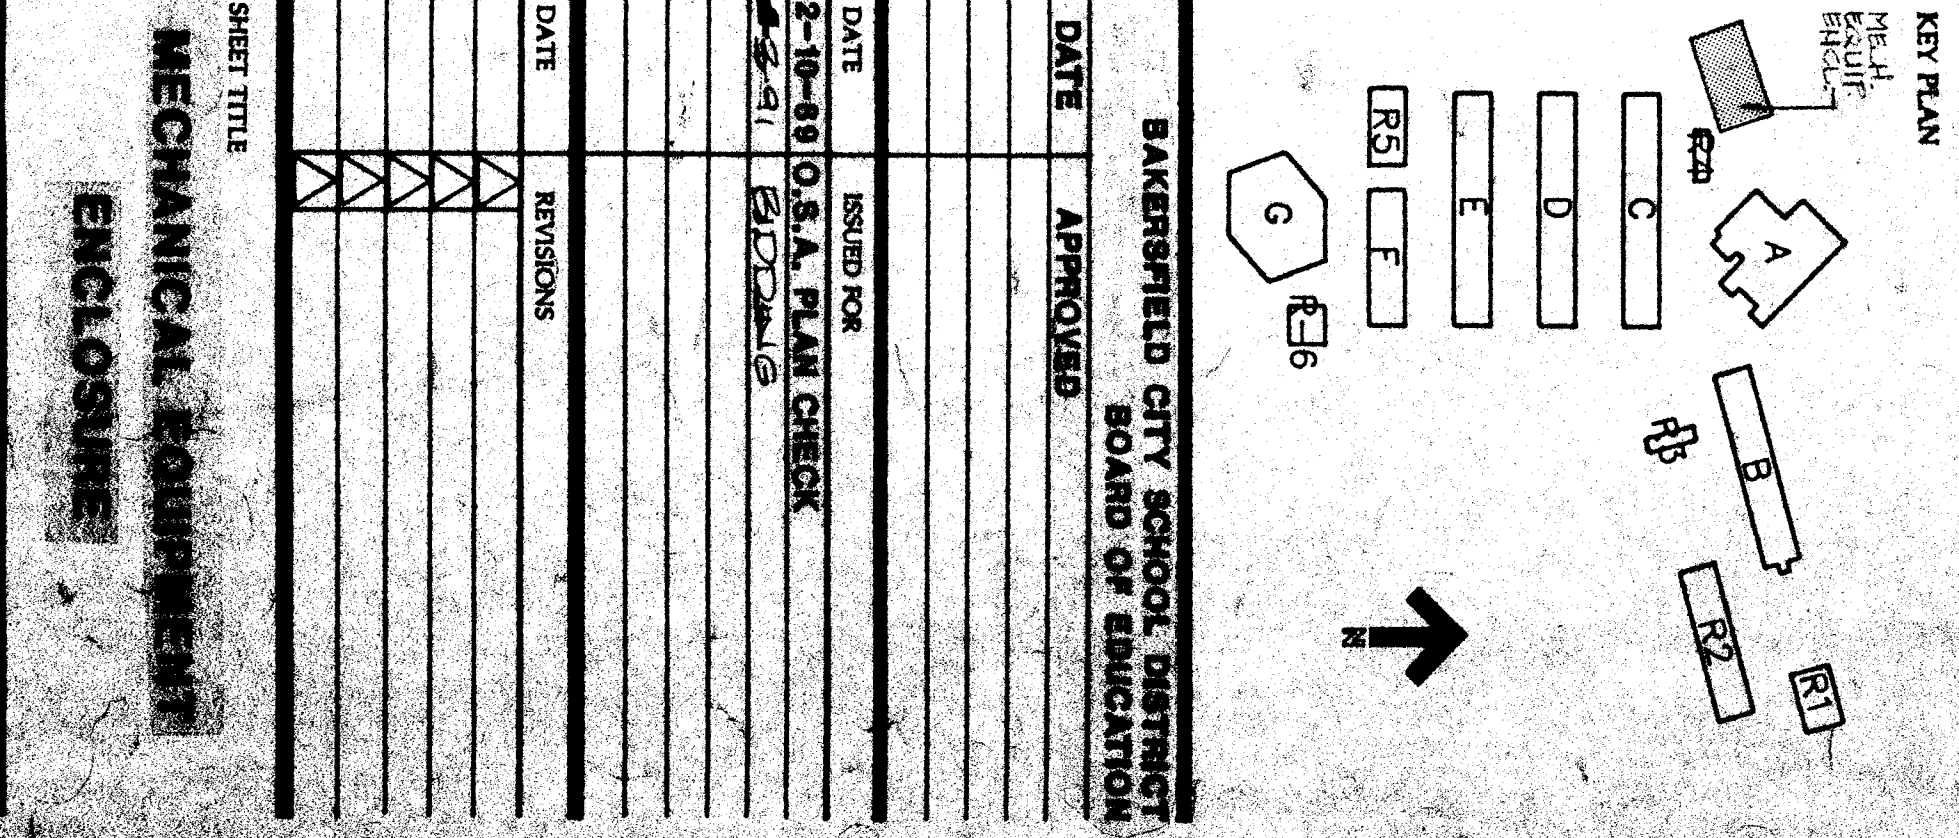 KEY PLAN
MECH.
EQUIP.
ENCL.
R4
A
B
R1
R2
R3
C
D
E
R5
F
G
R-6
N
BAKERSFIELD CITY SCHOOL DISTRICT
BOARD OF EDUCATION
DATE APPROVED
DATE ISSUED FOR
2-10-89 O.S.A. PLAN CHECK
BIDDING
DATE REVISIONS
SHEET TITLE
MECHANICAL EQUIPMENT
ENCLOSURE